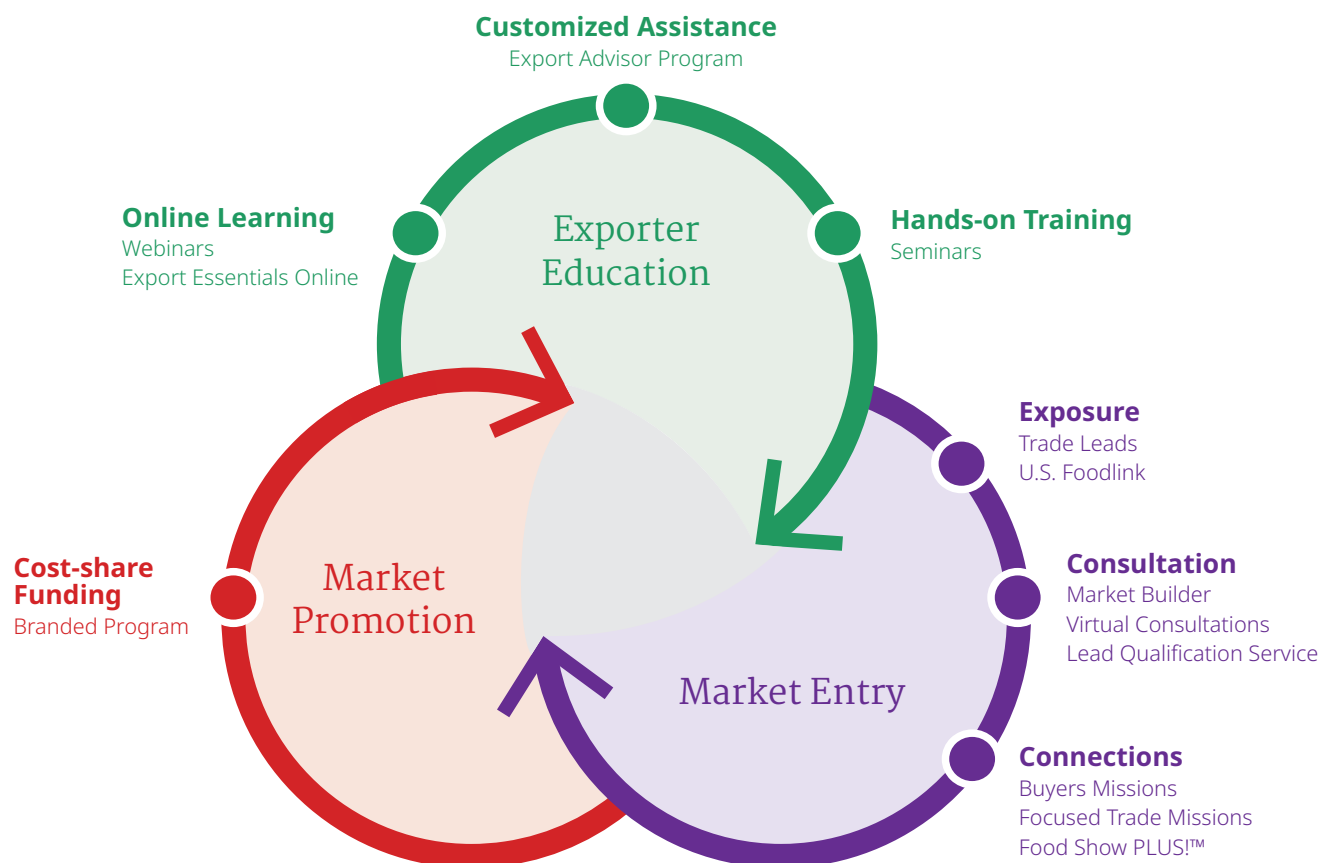 Customized Assistance
Export Advisor Program
Online Learning
Webinars
Export Essentials Online
Exporter
Education
Hands-on Training
Seminars
Exposure
Trade Leads
U.S. Foodlink
Cost-share
Funding
Branded Program
Market
Promotion
Consultation
Market Builder
Virtual Consultations
Lead Qualification Service
Market Entry
Connections
Buyers Missions
Focused Trade Missions
Food Show PLUS!™